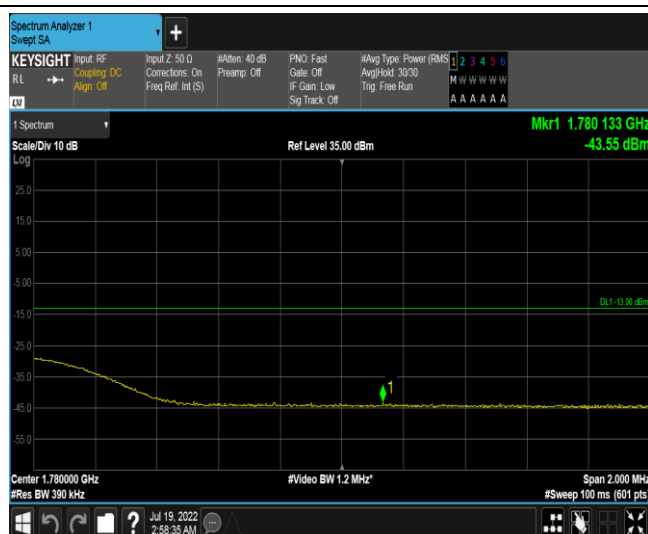 Spectrum Analyzer 1
Swept SA
+
KEYSIGHT
RL
LXI
Input: RF
Coupling: DC
Align: Off
Input Z: 50 Ω
Corrections: On
Freq Ref: Int (S)
#Atten: 40 dB
Preamp: Off
PNO: Fast
Gate: Off
IF Gain: Low
Sig Track: Off
#Avg Type: Power (RMS
Avg|Hold: 30/30
Trig: Free Run
1 2 3 4 5 6
M W W W W W
A A A A A A
1 Spectrum
Mkr1 1.780 133 GHz
Scale/Div 10 dB
Ref Level 35.00 dBm
-43.55 dBm
Log
25.0
15.0
5.00
-5.00
DL1 -13.00 dBm
-15.0
-25.0
-35.0
1
-45.0
-55.0
Center 1.780000 GHz
#Video BW 1.2 MHz*
Span 2.000 MHz
#Res BW 390 kHz
#Sweep 100 ms (601 pts)
?
Jul 19, 2022
2:58:35 AM